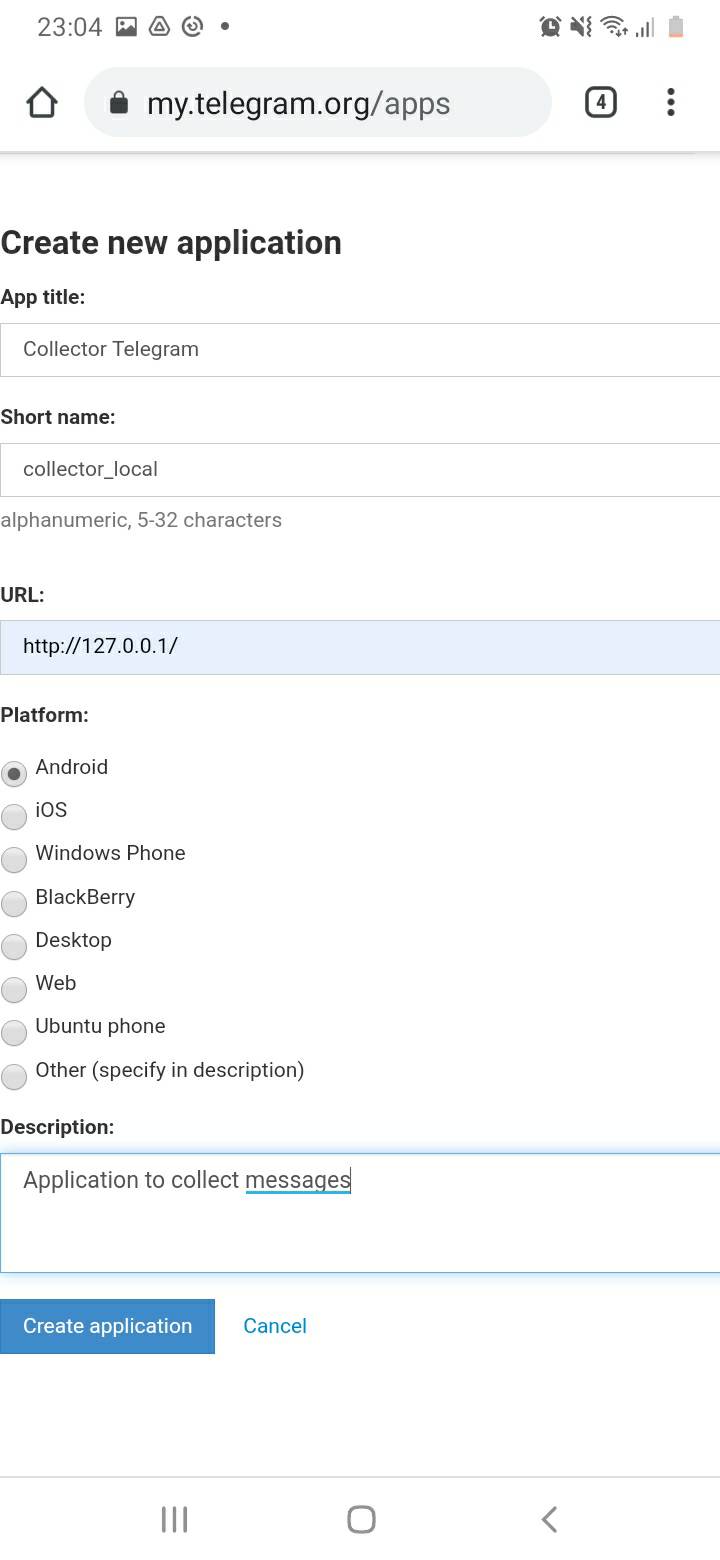 23:04
my.telegram.org/apps
4
Create new application
App title:
Collector Telegram
Short name:
collector_local
alphanumeric, 5-32 characters
URL:
http://127.0.0.1/
Platform:
Android
iOS
Windows Phone
BlackBerry
Desktop
Web
Ubuntu phone
Other (specify in description)
Description:
Application to collect messages
Create application Cancel